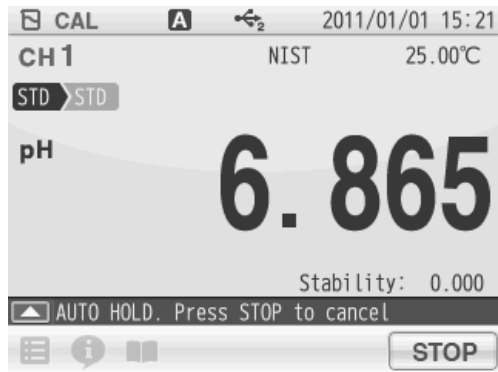 CAL A 2 2011/01/01 15:21
CH1 NIST 25.00℃
STD STD
pH 6.865
Stability: 0.000
AUTO HOLD. Press STOP to cancel
STOP